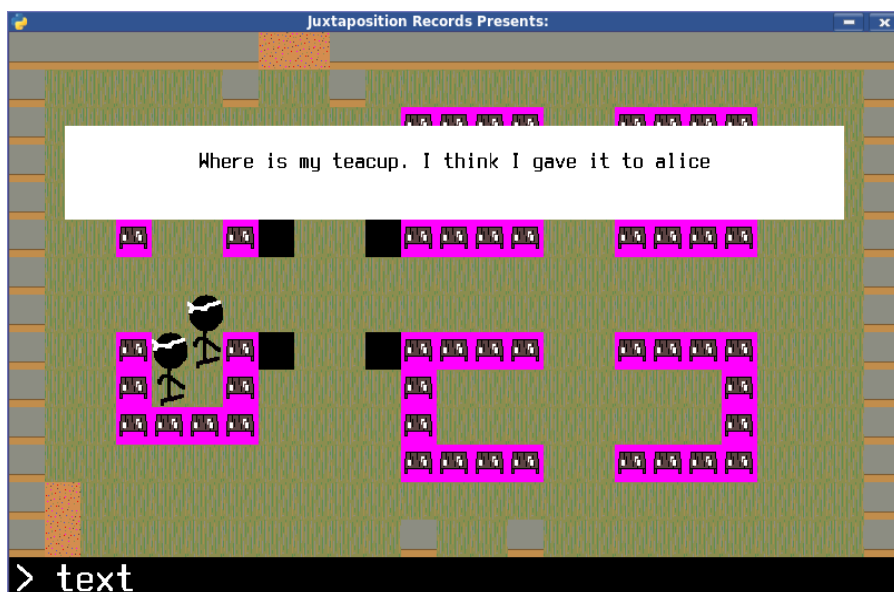 Juxtaposition Records Presents:
Where is my teacup. I think I gave it to alice
> text